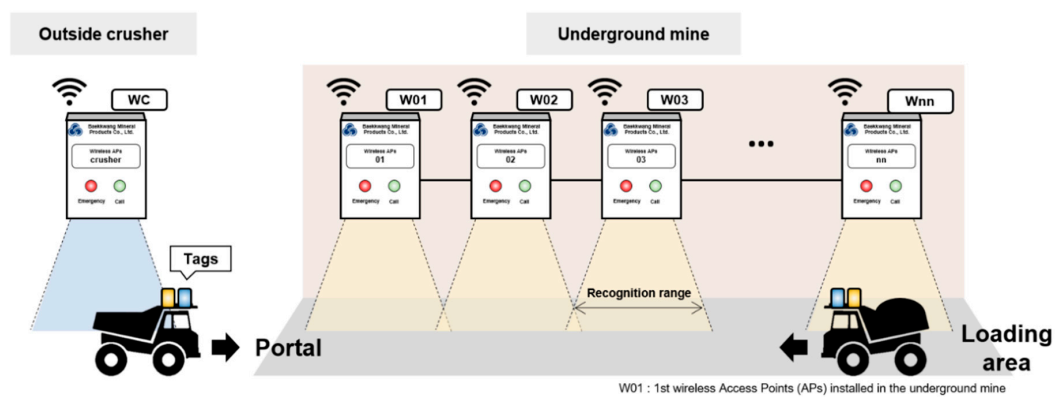 Outside crusher
Underground mine
WC
W01
W02
W03
Wnn
Baekkwang Mineral
Products Co., Ltd.
Wireless APs
crusher
Emergency
Call
Baekkwang Mineral
Products Co., Ltd.
Wireless APs
01
Emergency
Call
Baekkwang Mineral
Products Co., Ltd.
Wireless APs
02
Emergency
Call
Baekkwang Mineral
Products Co., Ltd.
Wireless APs
03
Emergency
Call
...
Baekkwang Mineral
Products Co., Ltd.
Wireless APs
nn
Emergency
Call
Tags
Recognition range
Portal
Loading
area
W01 : 1st wireless Access Points (APs) installed in the underground mine